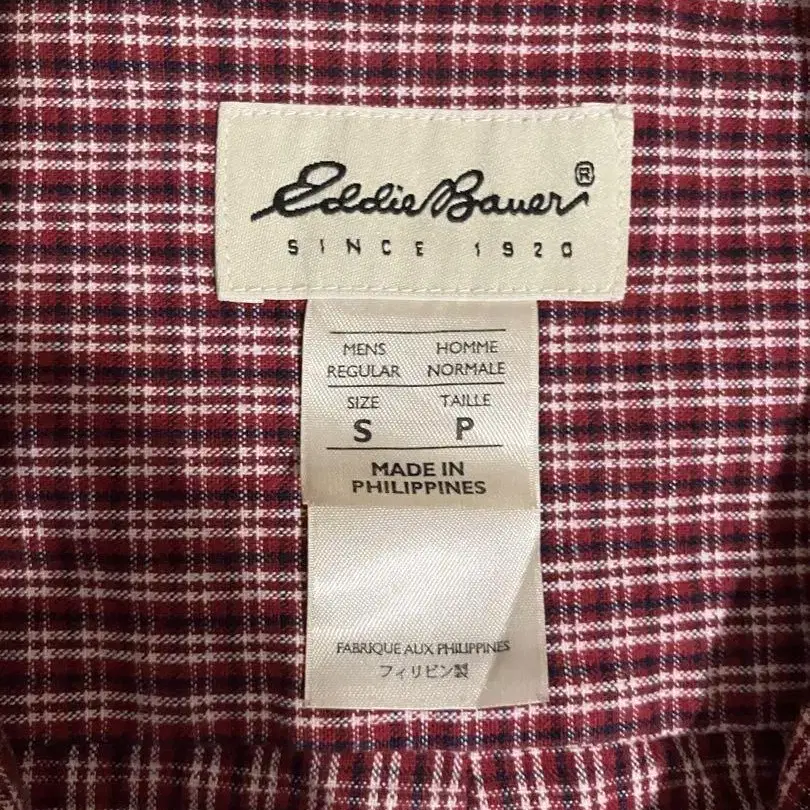 Eddie Bauer®
SINCE 1920
MENS HOMME
REGULAR NORMALE
SIZE TAILLE
S P
MADE IN
PHILIPPINES
FABRIQUE AUX PHILIPPINES
フィリピン製